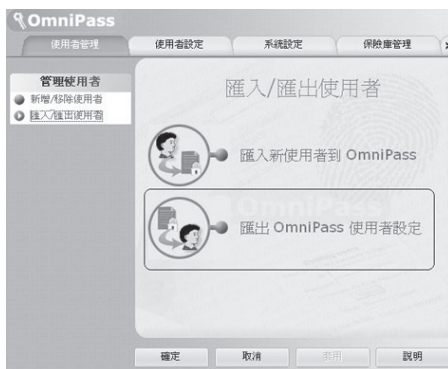 OmniPass
使用者管理 使用者設定 系統設定 保險庫管理
管理使用者
新增/移除使用者
匯入/匯出使用者
匯入/匯出使用者
匯入新使用者到 OmniPass
匯出 OmniPass 使用者設定
確定 取消 套用 說明